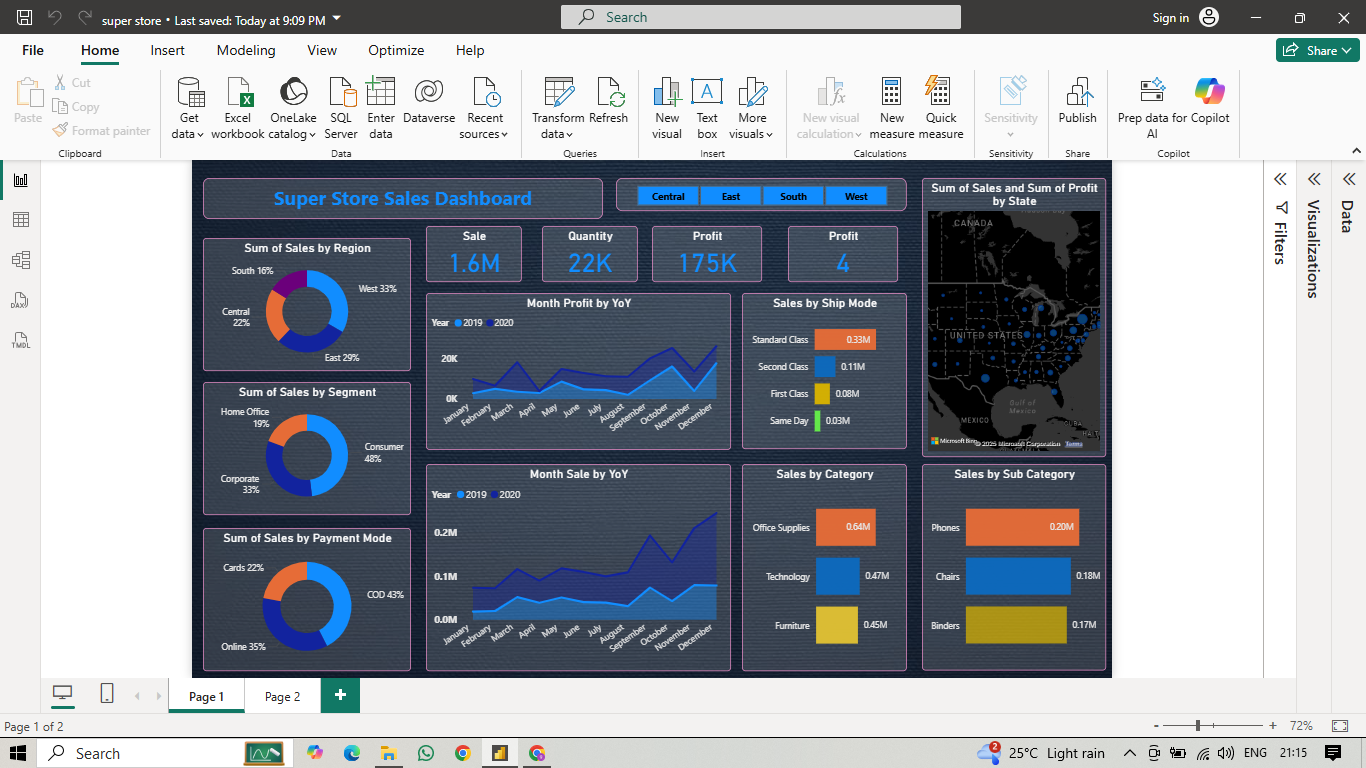 super store • Last saved: Today at 9:09 PM
Search
Sign in
File
Home
Insert
Modeling
View
Optimize
Help
Share
Paste
Cut
Copy
Format painter
Clipboard
Get data
Excel workbook
OneLake catalog
SQL Server
Enter data
Dataverse
Recent sources
Data
Transform data
Refresh
Queries
New visual
Text box
More visuals
Insert
New visual calculation
New measure
Quick measure
Calculations
Sensitivity
Sensitivity
Publish
Share
Prep data for AI
Copilot
Copilot
DAX
TMDL
Super Store Sales Dashboard
Central
East
South
West
Sum of Sales by Region
South 16%
West 33%
Central
22%
East 29%
Sum of Sales by Segment
Home Office
19%
Consumer
48%
Corporate
33%
Sum of Sales by Payment Mode
Cards 22%
COD 43%
Online 35%
Sale
1.6M
Quantity
22K
Profit
175K
Profit
4
Month Profit by YoY
Year 2019 2020
20K
0K
January
February
March
April
May
June
July
August
September
October
November
December
Month Sale by YoY
Year 2019 2020
0.2M
0.1M
0.0M
January
February
March
April
May
June
July
August
September
October
November
December
Sales by Ship Mode
Standard Class 0.33M
Second Class 0.11M
First Class 0.08M
Same Day 0.03M
Sales by Category
Office Supplies 0.64M
Technology 0.47M
Furniture 0.45M
Sum of Sales and Sum of Profit
by State
CANADA
UNITED STATES
MEXICO
Gulf of
Mexico
CUBA
Microsoft Bing
© 2025 Microsoft Corporation Terms
Sales by Sub Category
Phones 0.20M
Chairs 0.18M
Binders 0.17M
Filters
Visualizations
Data
Page 1
Page 2
Page 1 of 2
72%
Search
2
25°C Light rain
ENG
21:15